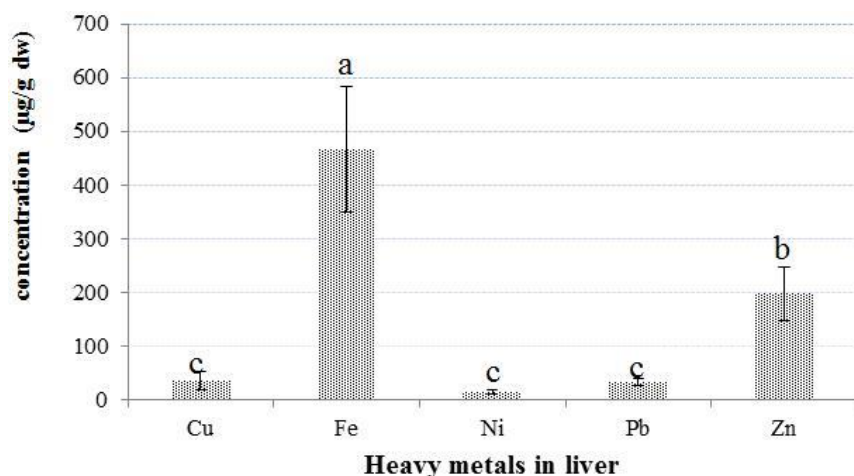 concentration (µg/g dw)
700
600
500
400
300
200
100
0
a
b
c
c
c
Cu Fe Ni Pb Zn
Heavy metals in liver